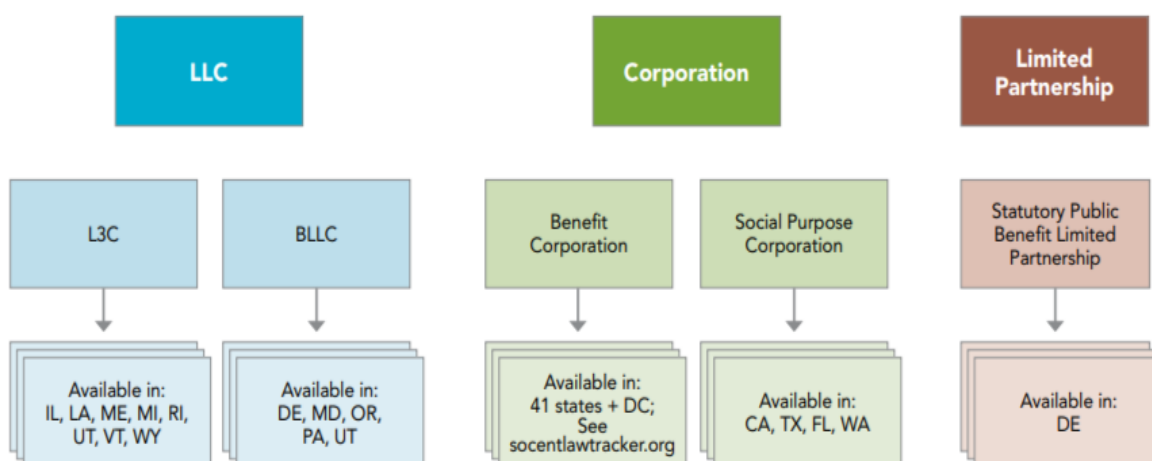 LLC
Corporation
Limited
Partnership
L3C
BLLC
Benefit
Corporation
Social Purpose
Corporation
Statutory Public
Benefit Limited
Partnership
Available in:
IL, LA, ME, MI, RI,
UT, VT, WY
Available in:
DE, MD, OR,
PA, UT
Available in:
41 states + DC;
See
socentlawtracker.org
Available in:
CA, TX, FL, WA
Available in:
DE